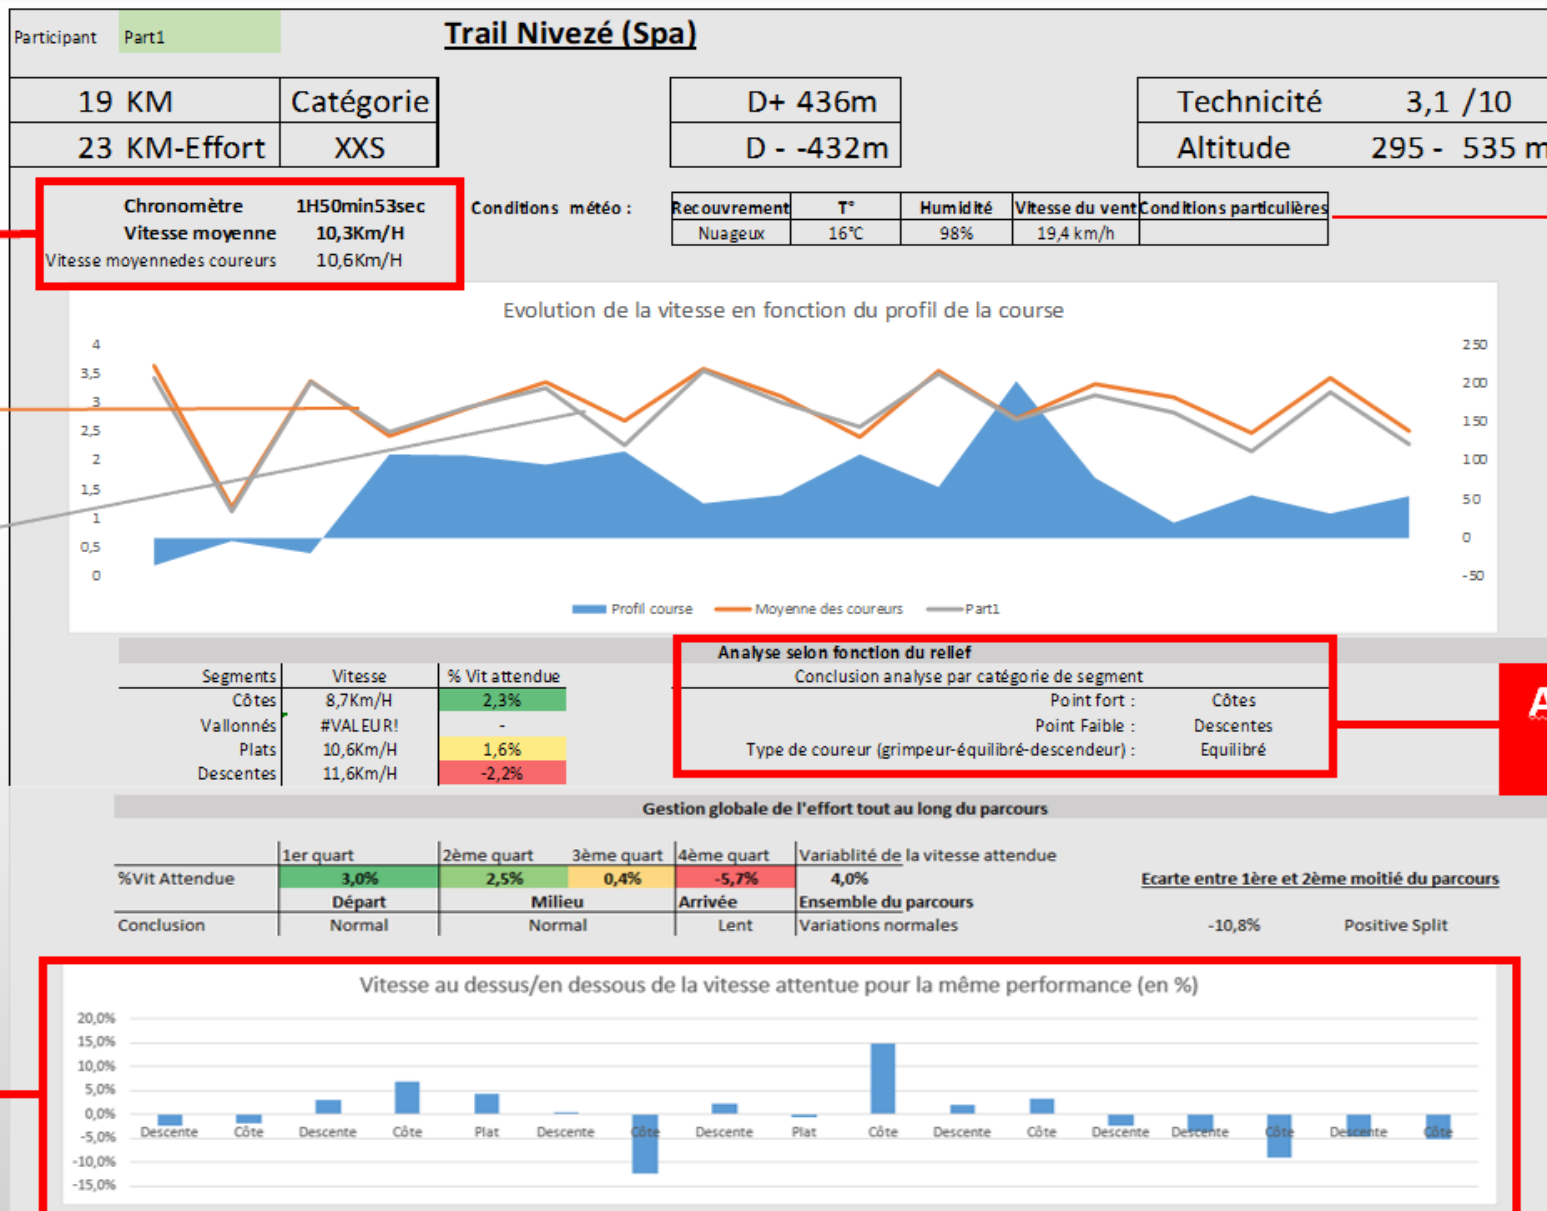 Participant Part1 Trail Nivezé (Spa)
19 KM Catégorie D+ 436m Technicité 3,1 /10
23 KM-Effort XXS D - -432m Altitude 295 - 535 m
Chronomètre 1H50min53sec Conditions météo : Recouvrement T° Humidité Vitesse du vent Conditions particulières
Vitesse moyenne 10,3Km/H Nuageux 16°C 98% 19,4 km/h
Vitesse moyennedes coureurs 10,6Km/H
Evolution de la vitesse en fonction du profil de la course
4 250
3,5 200
3 150
2,5 100
2 50
1,5 0
1 -50
0,5
0
Profil course Moyenne des coureurs Part1
Analyse selon fonction du relief
Segments Vitesse % Vit attendue Conclusion analyse par catégorie de segment
Côtes 8,7Km/H 2,3% Point fort : Côtes
Vallonnés #VALEUR! - Point Faible : Descentes
Plats 10,6Km/H 1,6% Type de coureur (grimpeur-équilibré-descendeur) : Equilibré
Descentes 11,6Km/H -2,2%
A
Gestion globale de l'effort tout au long du parcours
1er quart 2ème quart 3ème quart 4ème quart Variablité de la vitesse attendue
%Vit Attendue 3,0% 2,5% 0,4% -5,7% 4,0% Ecarte entre 1ère et 2ème moitié du parcours
Départ Milieu Arrivée Ensemble du parcours
Conclusion Normal Normal Lent Variations normales -10,8% Positive Split
Vitesse au dessus/en dessous de la vitesse attentue pour la même performance (en %)
20,0%
15,0%
10,0%
5,0%
0,0%
-5,0%
-10,0%
-15,0%
Descente Côte Descente Côte Plat Descente Côte Descente Plat Côte Descente Côte Descente Descente Côte Descente Côte